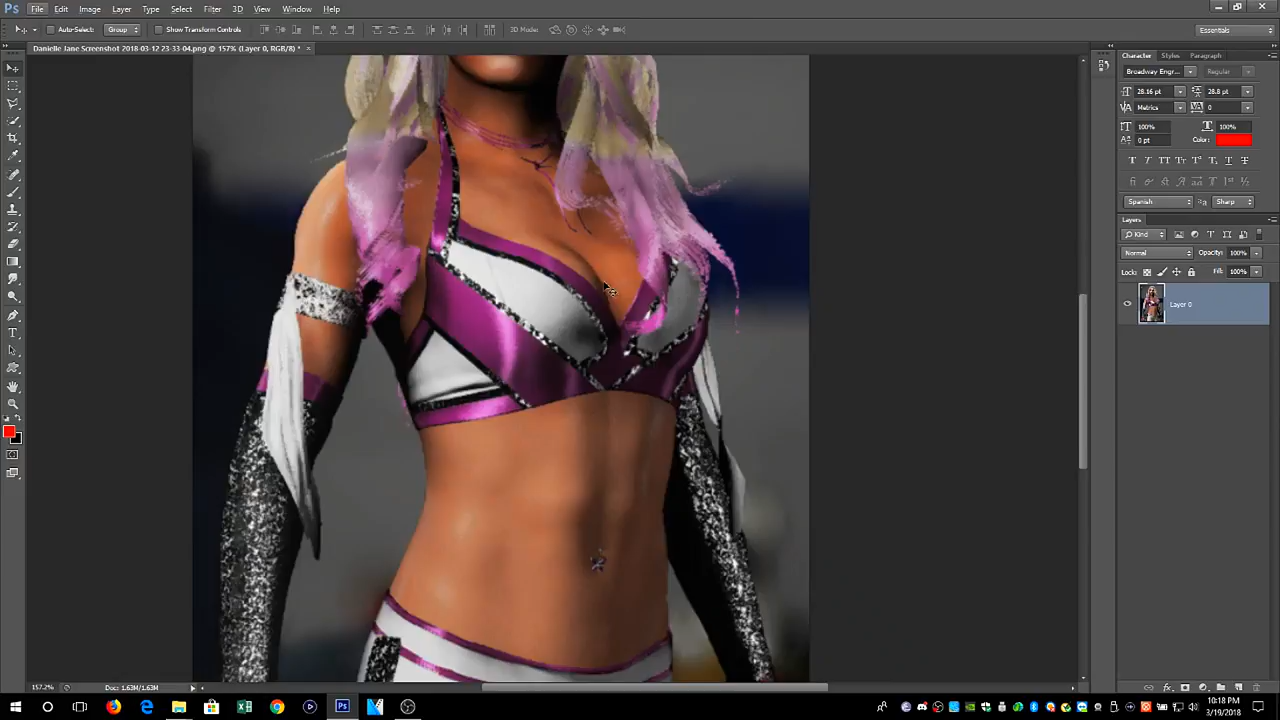 Ps File Edit Image Layer Type Select Filter 3D View Window Help
Auto-Select: Group Show Transform Controls 3D Mode: Essentials
Danielle Jane Screenshot 2018-03-12 23-33-04.png @ 157% (Layer 0, RGB/8) * ×
Character Styles Paragraph
Broadway Engr... Regular
28.16 pt 28.8 pt
Metrics 0
100% 100%
0 pt Color:
Spanish Sharp
Layers
Kind
Normal Opacity: 100%
Locks: Fill: 100%
Layer 0
157.2% Doc: 1.63M/1.63M
10:18 PM
3/19/2018